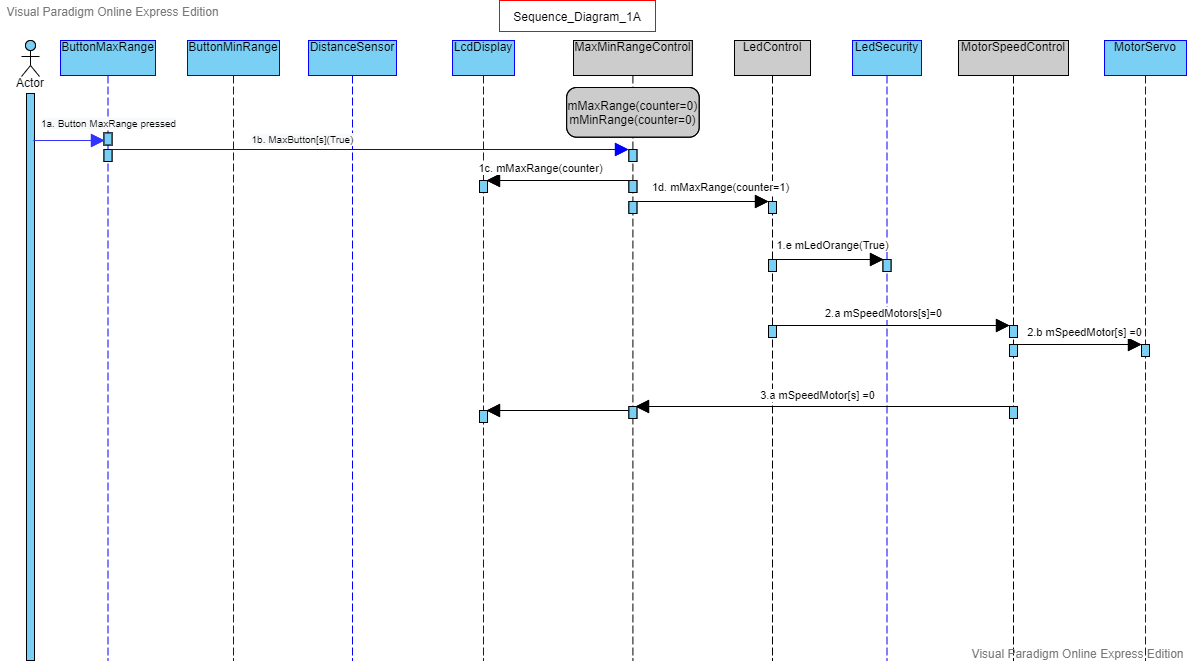 Visual Paradigm Online Express Edition
Sequence_Diagram_1A
ButtonMaxRange
ButtonMinRange
DistanceSensor
LcdDisplay
MaxMinRangeControl
LedControl
LedSecurity
MotorSpeedControl
MotorServo
Actor
mMaxRange(counter=0)
mMinRange(counter=0)
1a. Button MaxRange pressed
1b. MaxButton[s](True)
1c. mMaxRange(counter)
1d. mMaxRange(counter=1)
1.e mLedOrange(True)
2.a mSpeedMotors[s]=0
2.b mSpeedMotor[s] =0
3.a mSpeedMotor[s] =0
Visual Paradigm Online Express Edition